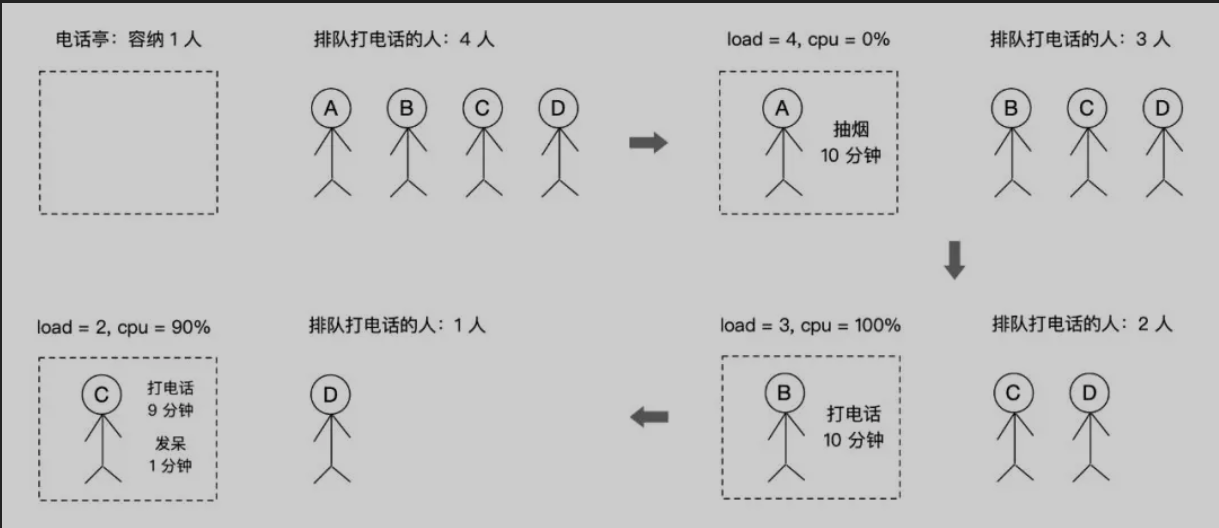 电话亭：容纳 1 人
排队打电话的人：4 人
A
B
C
D
load = 4, cpu = 0%
A
抽烟
10 分钟
排队打电话的人：3 人
B
C
D
load = 3, cpu = 100%
B
打电话
10 分钟
排队打电话的人：2 人
C
D
load = 2, cpu = 90%
C
打电话
9 分钟
发呆
1 分钟
排队打电话的人：1 人
D